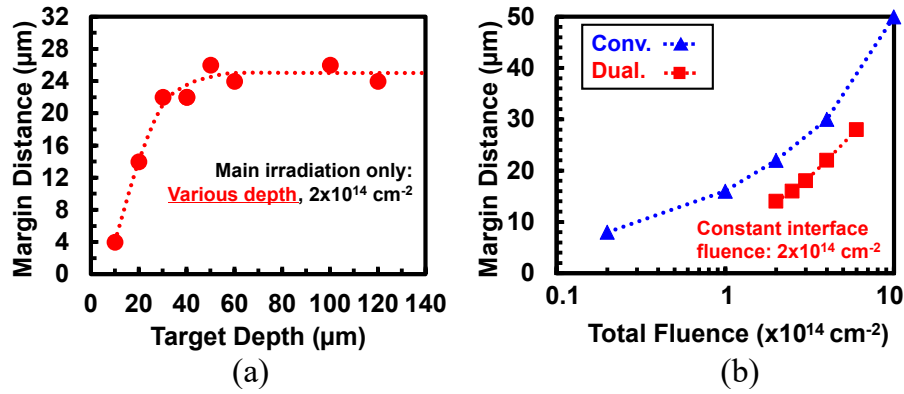 32
28
24
20
16
12
8
4
0
Margin Distance (μm)
Main irradiation only:
Various depth, 2x10¹⁴ cm⁻²
0 20 40 60 80 100 120 140
Target Depth (μm)
(a)
50
40
30
20
10
0
Margin Distance (μm)
Conv.
Dual.
Constant interface
fluence: 2x10¹⁴ cm⁻²
0.1 1 10
Total Fluence (x10¹⁴ cm⁻²)
(b)